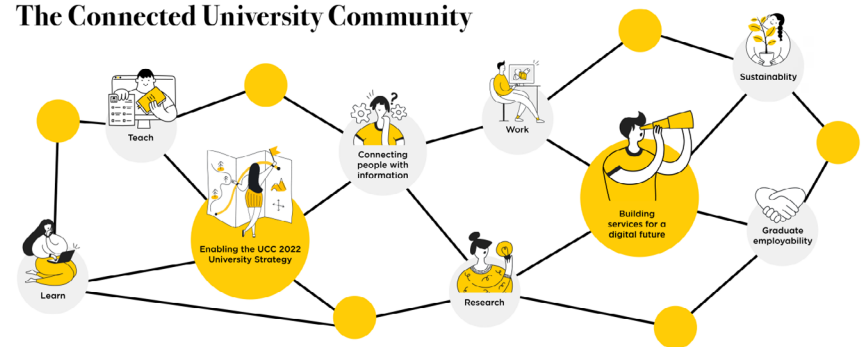 The Connected University Community
Teach
Connecting
people with
information
?
Work
Sustainablity
Enabling the UCC 2022
University Strategy
Building
services for a
digital future
Graduate
employability
Learn
Research